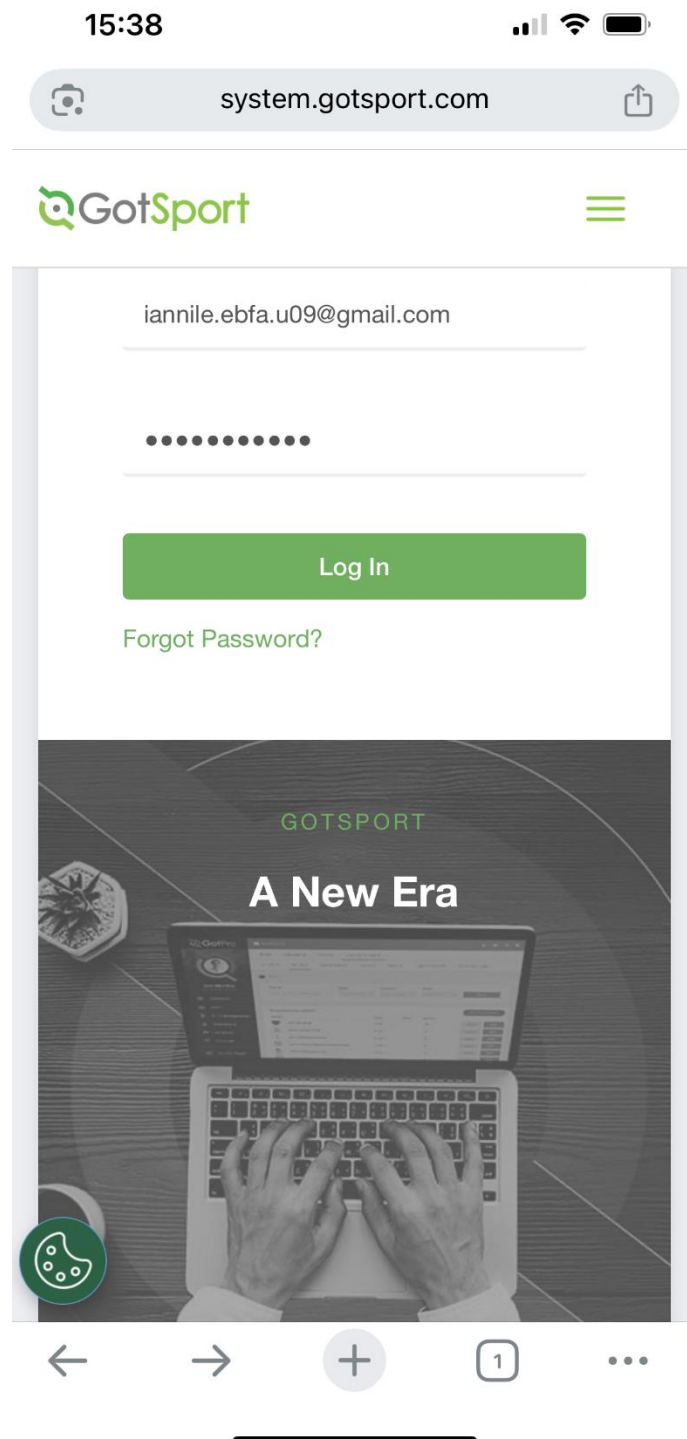 15:38
system.gotsport.com
GotSport
iannile.ebfa.u09@gmail.com
•••••••••••
Log In
Forgot Password?
GOTSPORT
A New Era
GotPro
1